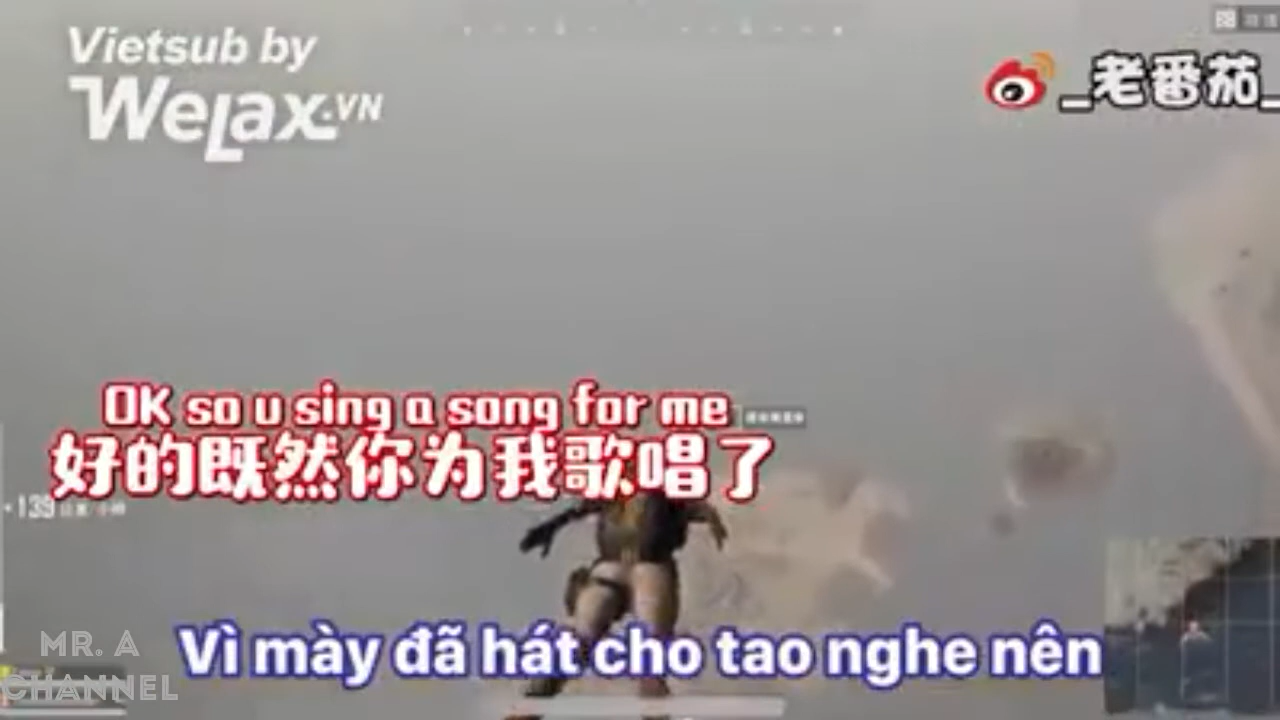 Vietsub by
WeLax.VN
_老番茄_
OK so u sing a song for me
好的既然你为我歌唱了
139
Vì mày đã hát cho tao nghe nên
MR. A
CHANNEL